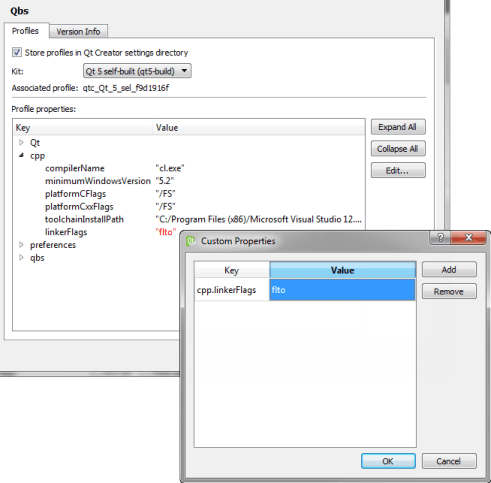 Qbs
Profiles Version Info
Store profiles in Qt Creator settings directory
Kit: Qt 5 self-built (qt5-build)
Associated profile: qtc_Qt_5_sel_f9d1916f
Profile properties:
Key Value
Expand All
Qt
Collapse All
cpp
compilerName "cl.exe"
Edit...
minimumWindowsVersion "5.2"
platformCFlags "/FS"
platformCxxFlags "/FS"
toolchainInstallPath "C:/Program Files (x86)/Microsoft Visual Studio 12....
linkerFlags "flto"
preferences
qbs
Custom Properties
Key Value
Add
cpp.linkerFlags flto
Remove
OK Cancel